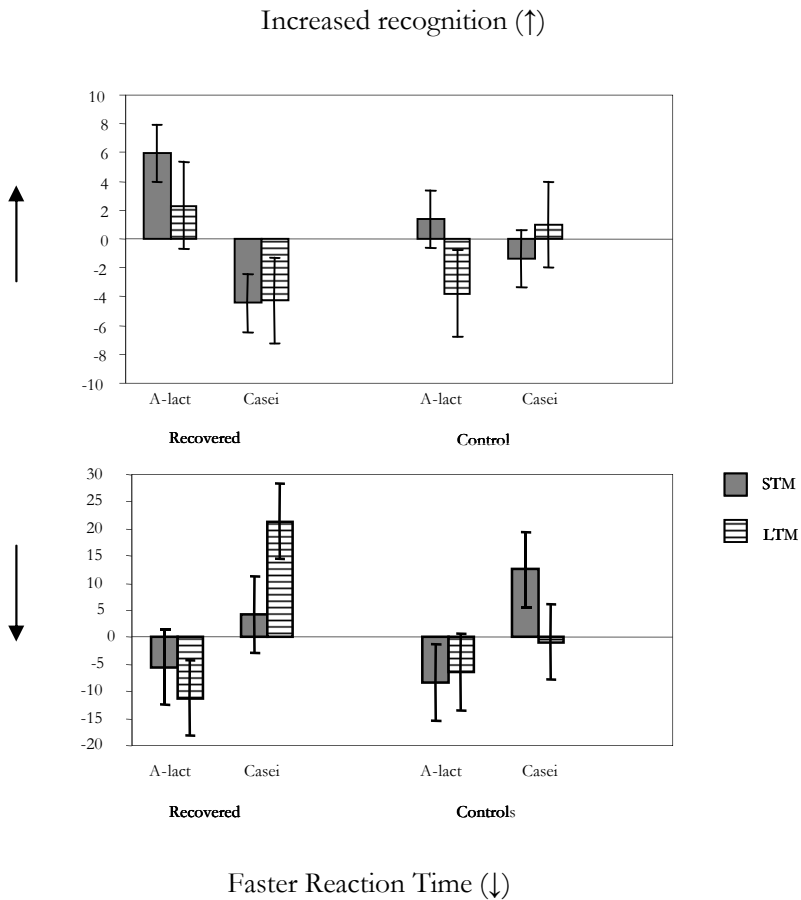 Increased recognition (↑)
10
8
6
4
2
0
-2
-4
-6
-8
-10
A-lact Casei A-lact Casei
Recovered Control
30
25
20
15
10
5
0
-5
-10
-15
-20
STM
LTM
A-lact Casei A-lact Casei
Recovered Controls
Faster Reaction Time (↓)